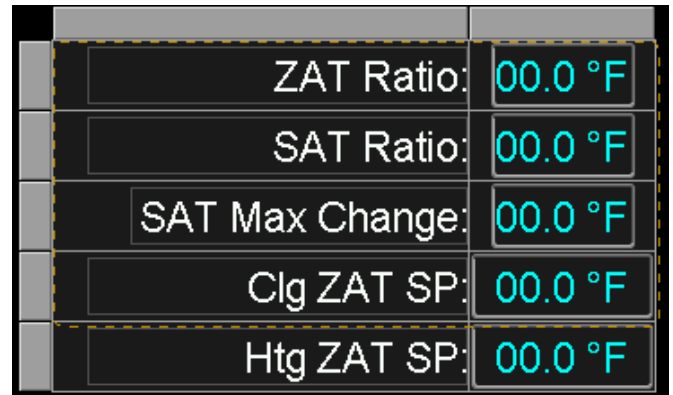 ZAT Ratio: 00.0 °F
SAT Ratio: 00.0 °F
SAT Max Change: 00.0 °F
Clg ZAT SP: 00.0 °F
Htg ZAT SP: 00.0 °F